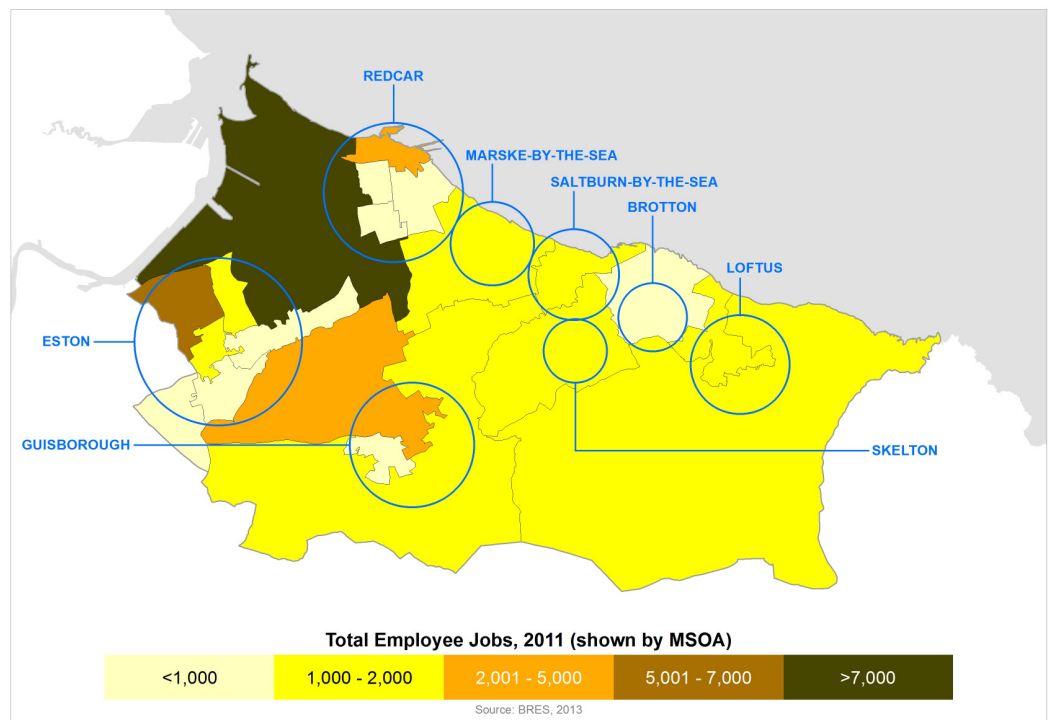 REDCAR
MARSKE-BY-THE-SEA
SALTBURN-BY-THE-SEA
BROTTON
LOFTUS
ESTON
GUISBOROUGH
SKELTON
Total Employee Jobs, 2011 (shown by MSOA)
<1,000
1,000 - 2,000
2,001 - 5,000
5,001 - 7,000
>7,000
Source: BRES, 2013